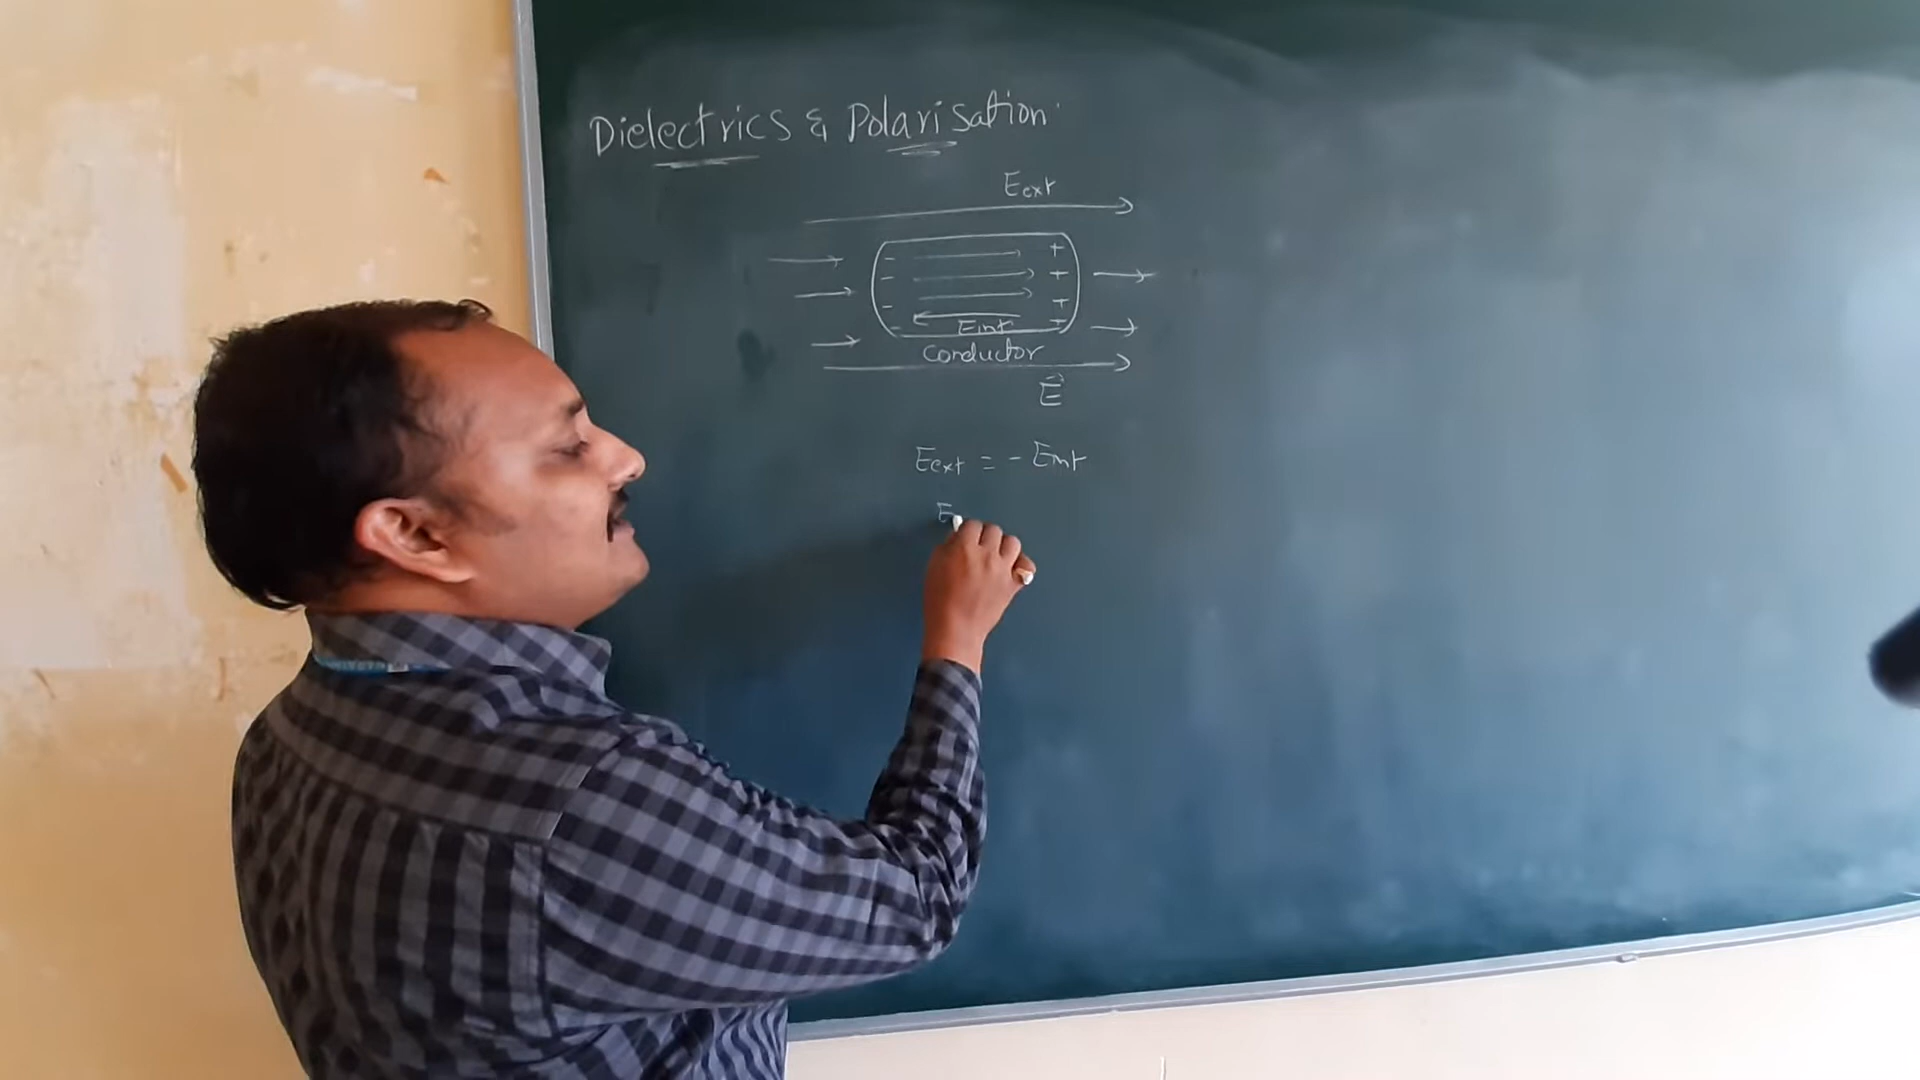 Dielectrics & Polarisation
Eext
- +
- +
- +
- +
Eint
Conductor
E⃗
Eext = - Eint
E